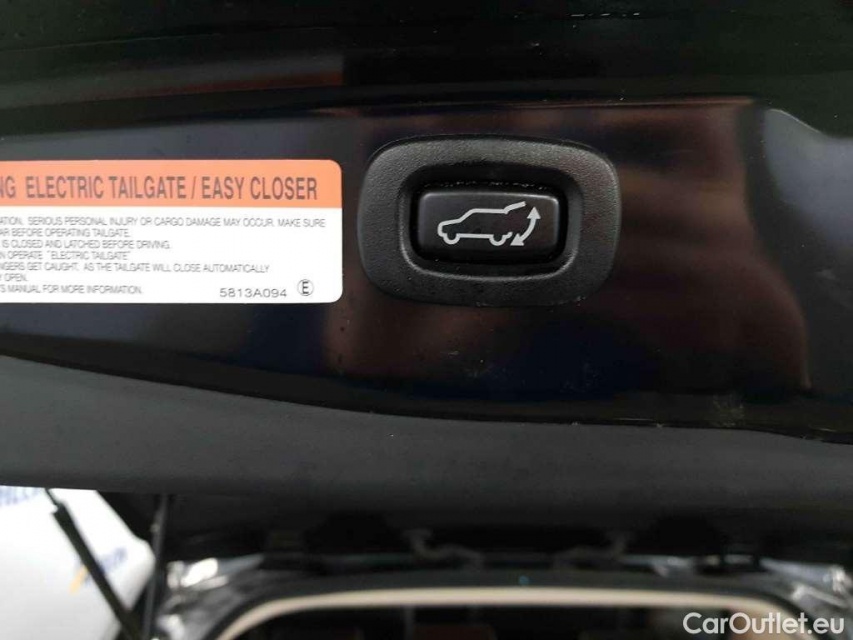 NG ELECTRIC TAILGATE / EASY CLOSER
ATION. SERIOUS PERSONAL INJURY OR CARGO DAMAGE MAY OCCUR. MAKE SURE
AR BEFORE OPERATING TAILGATE.
IS CLOSED AND LATCHED BEFORE DRIVING.
N OPERATE "ELECTRIC TAILGATE"
NGERS GET CAUGHT. AS THE TAILGATE WILL CLOSE AUTOMATICALLY
Y OPEN.
'S MANUAL FOR MORE INFORMATION.
5813A094 E
CarOutlet.eu